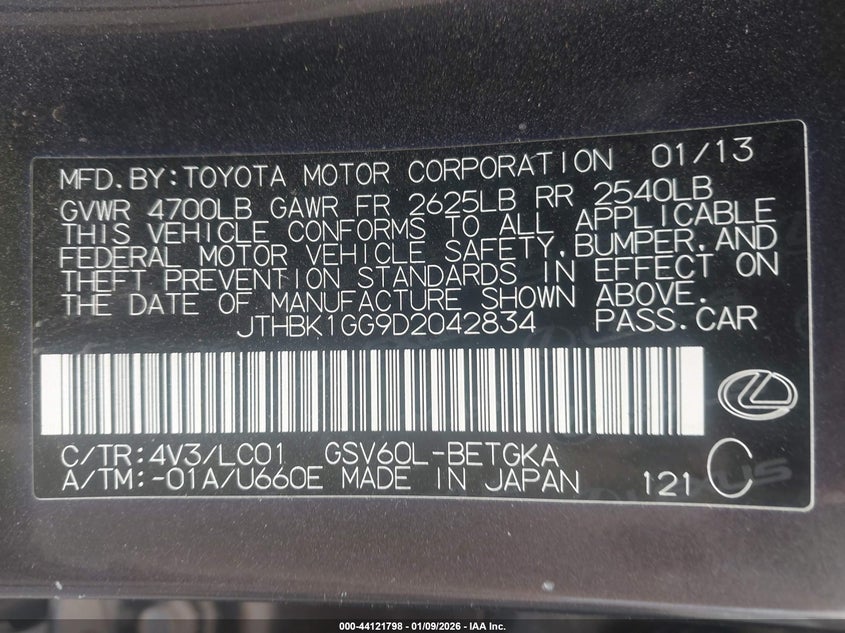 MFD.BY:TOYOTA MOTOR CORPORATION 01/13
GVWR 4700LB GAWR FR 2625LB RR 2540LB
THIS VEHICLE CONFORMS TO ALL APPLICABLE
FEDERAL MOTOR VEHICLE SAFETY,BUMPER,AND
THEFT PREVENTION STANDARDS IN EFFECT ON
THE DATE OF MANUFACTURE SHOWN ABOVE.
JTHBK1GG9D2042834 PASS.CAR
C/TR:4V3/LC01 GSV60L-BETGKA
A/TM:-01A/U660E MADE IN JAPAN 121 C
LEXUS
000-44121798 - 01/09/2026 - IAA Inc.